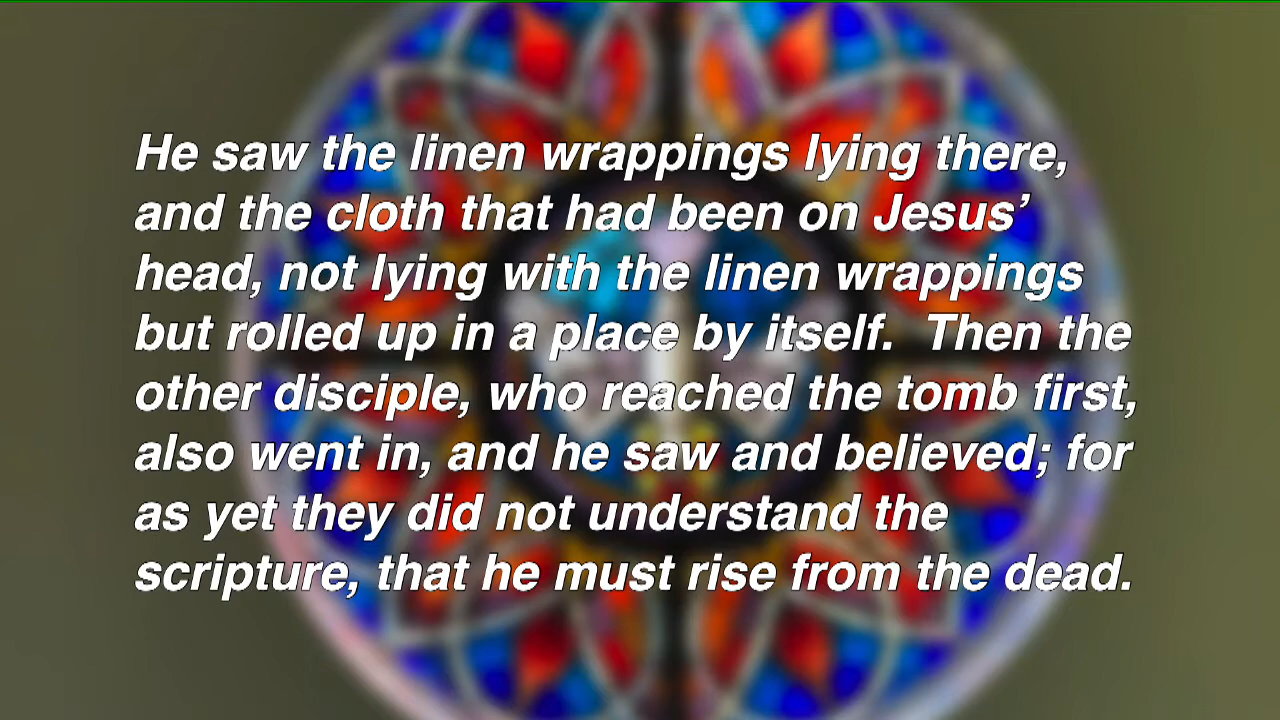 He saw the linen wrappings lying there,
and the cloth that had been on Jesus’
head, not lying with the linen wrappings
but rolled up in a place by itself.  Then the
other disciple, who reached the tomb first,
also went in, and he saw and believed; for
as yet they did not understand the
scripture, that he must rise from the dead.